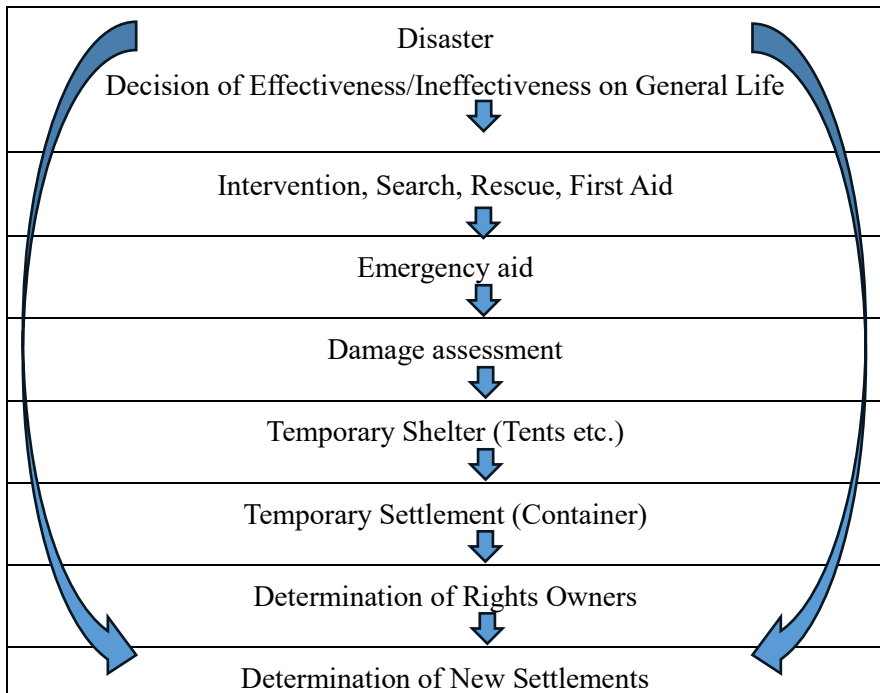 Disaster
Decision of Effectiveness/Ineffectiveness on General Life
Intervention, Search, Rescue, First Aid
Emergency aid
Damage assessment
Temporary Shelter (Tents etc.)
Temporary Settlement (Container)
Determination of Rights Owners
Determination of New Settlements